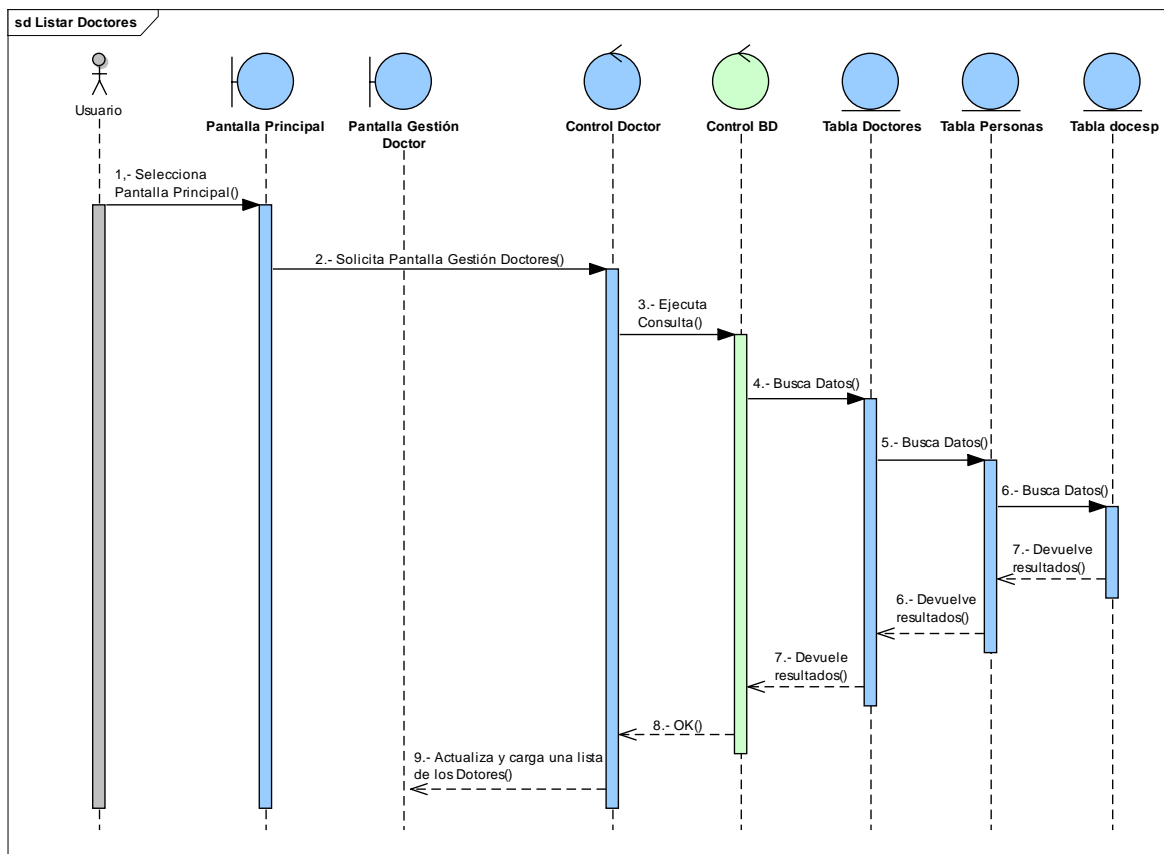 sd Listar Doctores
Usuario
Pantalla Principal
Pantalla Gestión
Doctor
Control Doctor
Control BD
Tabla Doctores
Tabla Personas
Tabla docesp
1,- Selecciona
Pantalla Principal()
2.- Solicita Pantalla Gestión Doctores()
3.- Ejecuta
Consulta()
4.- Busca Datos()
5.- Busca Datos()
6.- Busca Datos()
7.- Devuelve
resultados()
6.- Devuelve
resultados()
7.- Devuele
resultados()
8.- OK()
9.- Actualiza y carga una lista
de los Dotores()